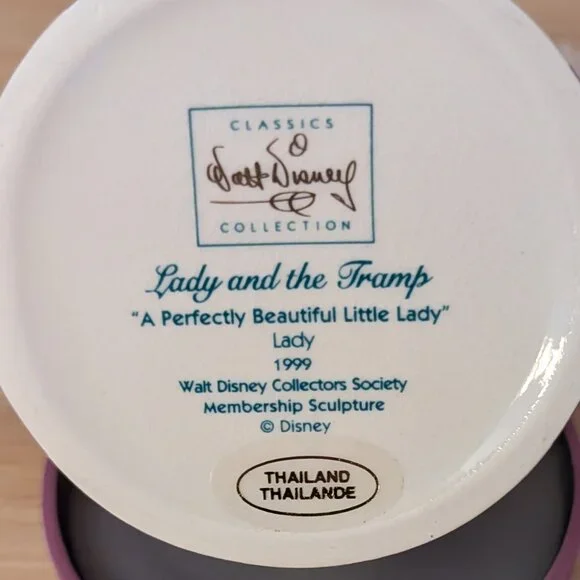 CLASSICS
Walt Disney
COLLECTION
Lady and the Tramp
"A Perfectly Beautiful Little Lady"
Lady
1999
Walt Disney Collectors Society
Membership Sculpture
© Disney
THAILAND
THAILANDE